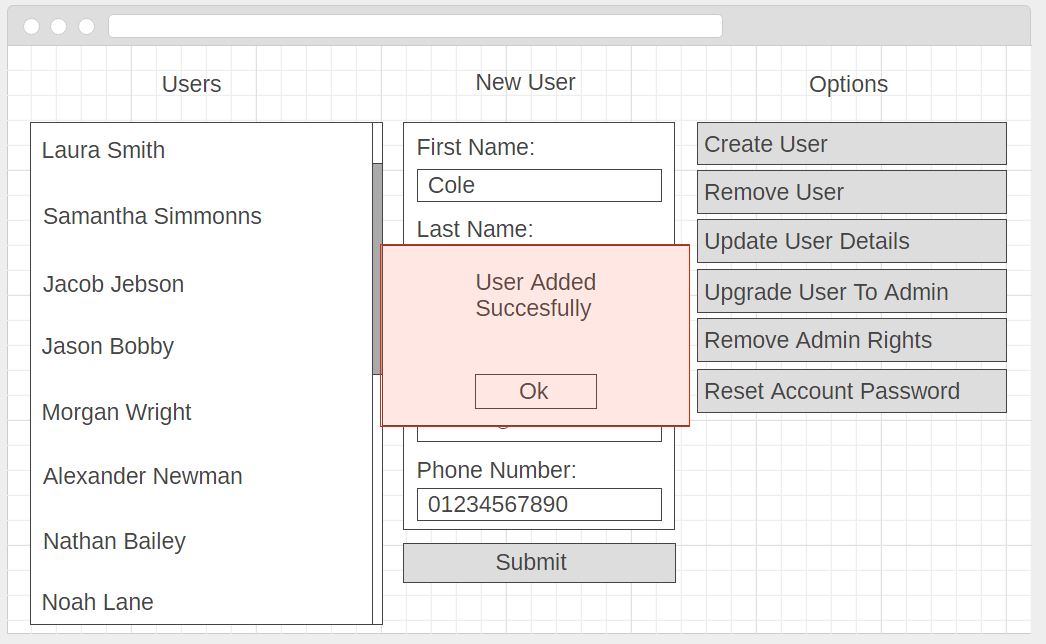 Users
New User
Options
Laura Smith
Samantha Simmonns
Jacob Jebson
Jason Bobby
Morgan Wright
Alexander Newman
Nathan Bailey
Noah Lane
First Name:
Cole
Last Name:
User Added
Succesfully
Ok
Phone Number:
01234567890
Submit
Create User
Remove User
Update User Details
Upgrade User To Admin
Remove Admin Rights
Reset Account Password